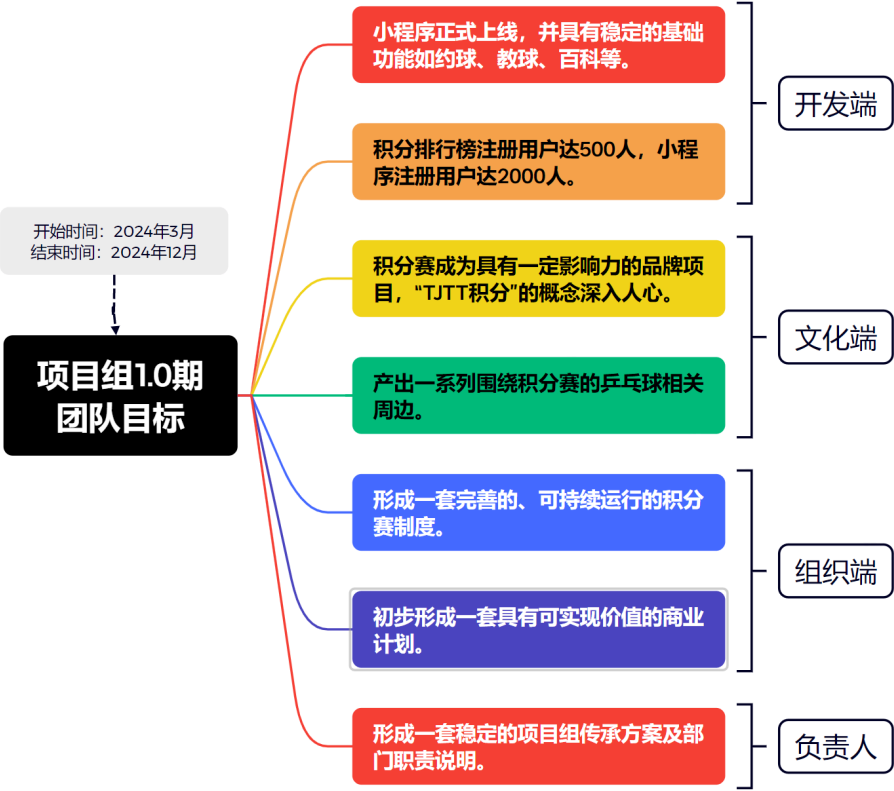 小程序正式上线，并具有稳定的基础
功能如约球、教球、百科等。
开发端
积分排行榜注册用户达500人，小程
序注册用户达2000人。
开始时间：2024年3月
结束时间：2024年12月
积分赛成为具有一定影响力的品牌项
目，“TJTT积分”的概念深入人心。
文化端
项目组1.0期
团队目标
产出一系列围绕积分赛的乒乓球相关
周边。
形成一套完善的、可持续运行的积分
赛制度。
组织端
初步形成一套具有可实现价值的商业
计划。
形成一套稳定的项目组传承方案及部
门职责说明。
负责人